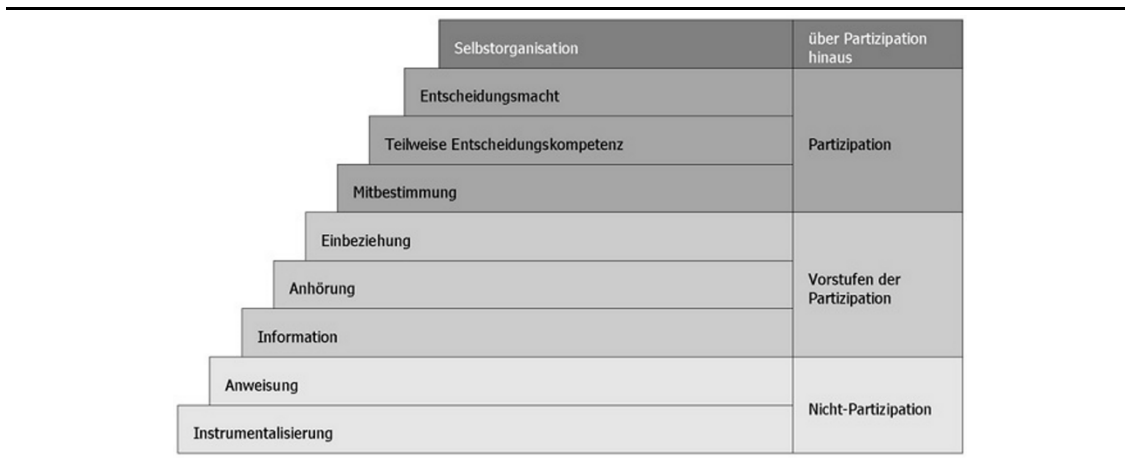 Selbstorganisation
über Partizipation
hinaus
Entscheidungsmacht
Teilweise Entscheidungskompetenz
Partizipation
Mitbestimmung
Einbeziehung
Anhörung
Vorstufen der
Partizipation
Information
Anweisung
Nicht-Partizipation
Instrumentalisierung